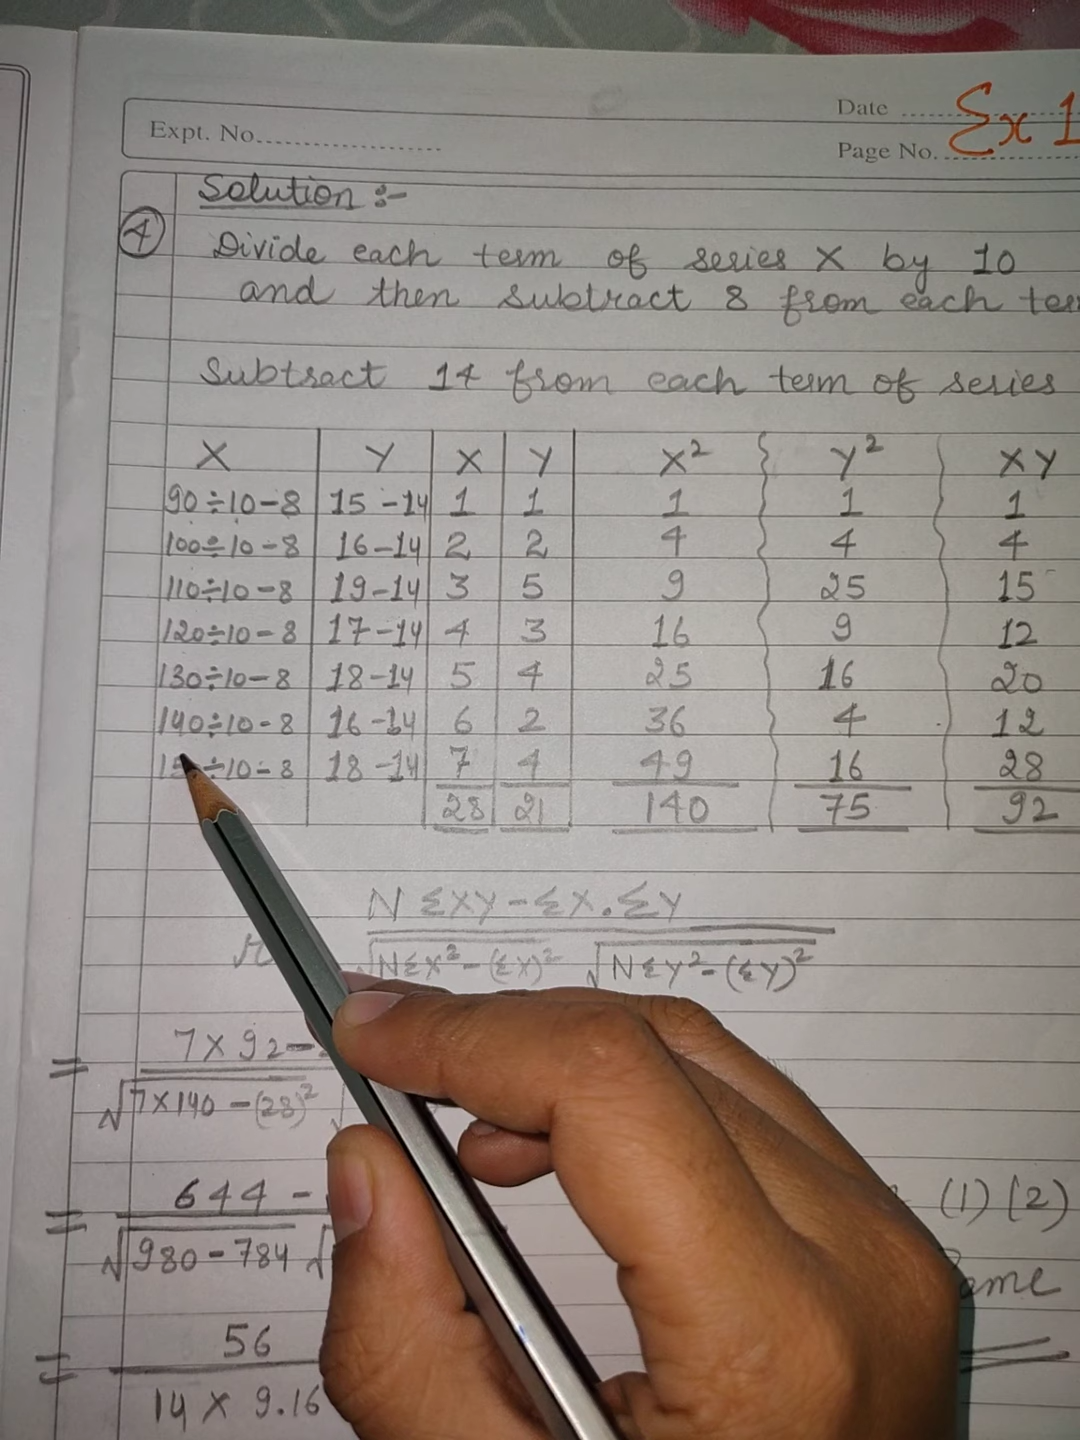 Date ........ Ex 1
Expt. No........................
Page No. ........
Solution :-
4 Divide each term of series X by 10
and then subtract 8 from each
Subtract 14 from each term of series
X Y X Y X² Y² XY
90÷10-8 15-14 1 1 1 1 1
100÷10-8 16-14 2 2 4 4 4
110÷10-8 19-14 3 5 9 25 15
120÷10-8 17-14 4 3 16 9 12
130÷10-8 18-14 5 4 25 16 20
140÷10-8 16-14 6 2 36 4 12
÷10-8 18-14 7 4 49 16 28
28 21 140 75 92
NΣXY-ΣX.ΣY
r √NΣX²-(ΣX)² √NΣY²-(ΣY)²
7×92-
= √7×140-(28)² √
644-
= √980-784 √
(1) (2)
56
= 14×9.16